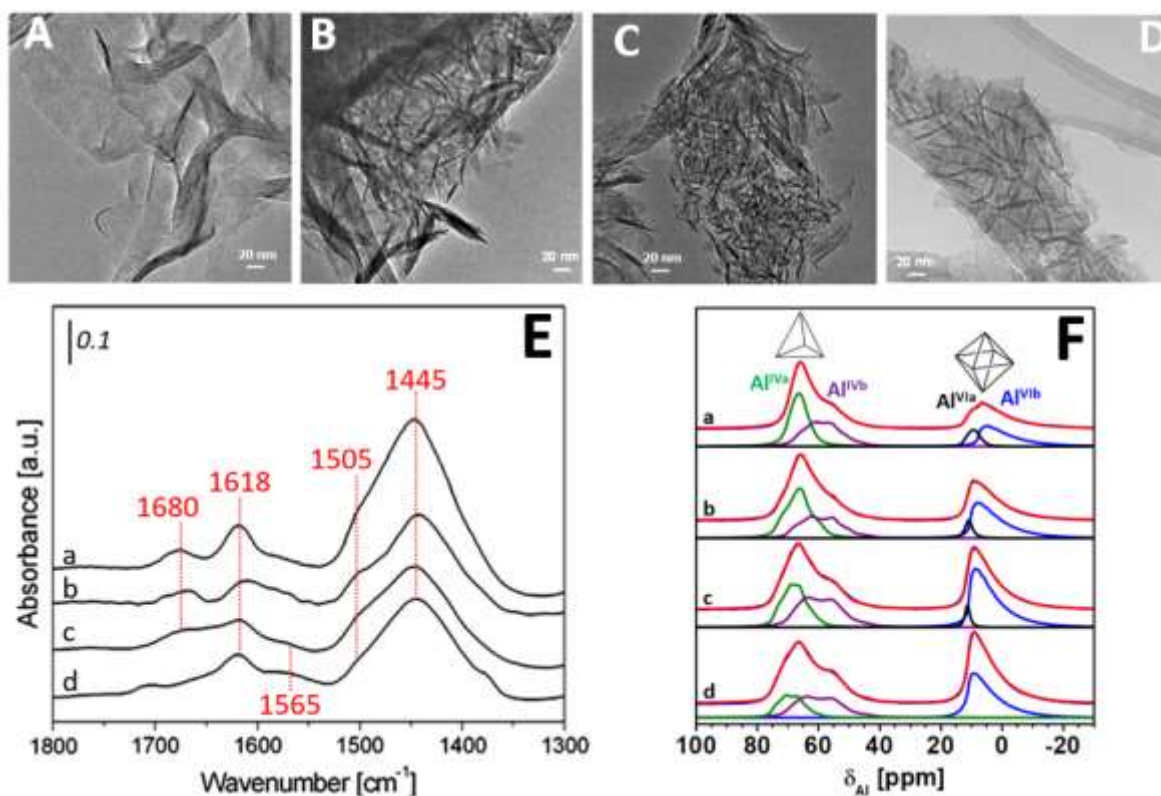 A
B
C
D
20 nm
20 nm
20 nm
20 nm
E
0.1
1445
1505
1618
1680
a
b
c
d
1565
Absorbance [a.u.]
1800
1700
1600
1500
1400
1300
Wavenumber [cm⁻¹]
F
Al^IVa
Al^IVb
Al^VIa
Al^VIb
a
b
c
d
100
80
60
40
20
0
-20
δAl [ppm]